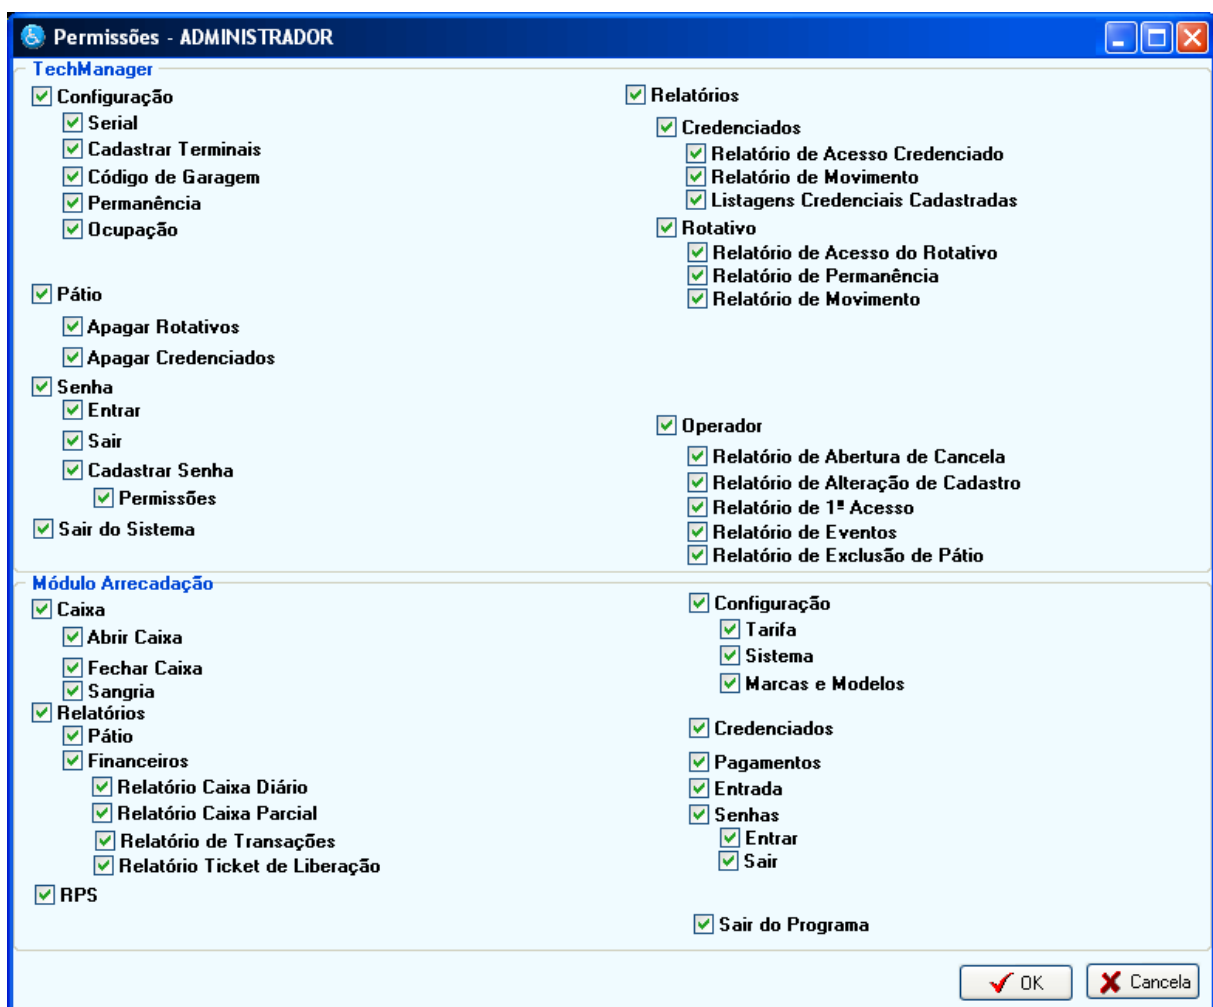 Permissões - ADMINISTRADOR
TechManager
Configuração
Serial
Cadastrar Terminais
Código de Garagem
Permanência
Ocupação
Pátio
Apagar Rotativos
Apagar Credenciados
Senha
Entrar
Sair
Cadastrar Senha
Permissões
Sair do Sistema
Relatórios
Credenciados
Relatório de Acesso Credenciado
Relatório de Movimento
Listagens Credenciais Cadastradas
Rotativo
Relatório de Acesso do Rotativo
Relatório de Permanência
Relatório de Movimento
Operador
Relatório de Abertura de Cancela
Relatório de Alteração de Cadastro
Relatório de 1º Acesso
Relatório de Eventos
Relatório de Exclusão de Pátio
Módulo Arrecadação
Caixa
Abrir Caixa
Fechar Caixa
Sangria
Relatórios
Pátio
Financeiros
Relatório Caixa Diário
Relatório Caixa Parcial
Relatório de Transações
Relatório Ticket de Liberação
RPS
Configuração
Tarifa
Sistema
Marcas e Modelos
Credenciados
Pagamentos
Entrada
Senhas
Entrar
Sair
Sair do Programa
OK
Cancela